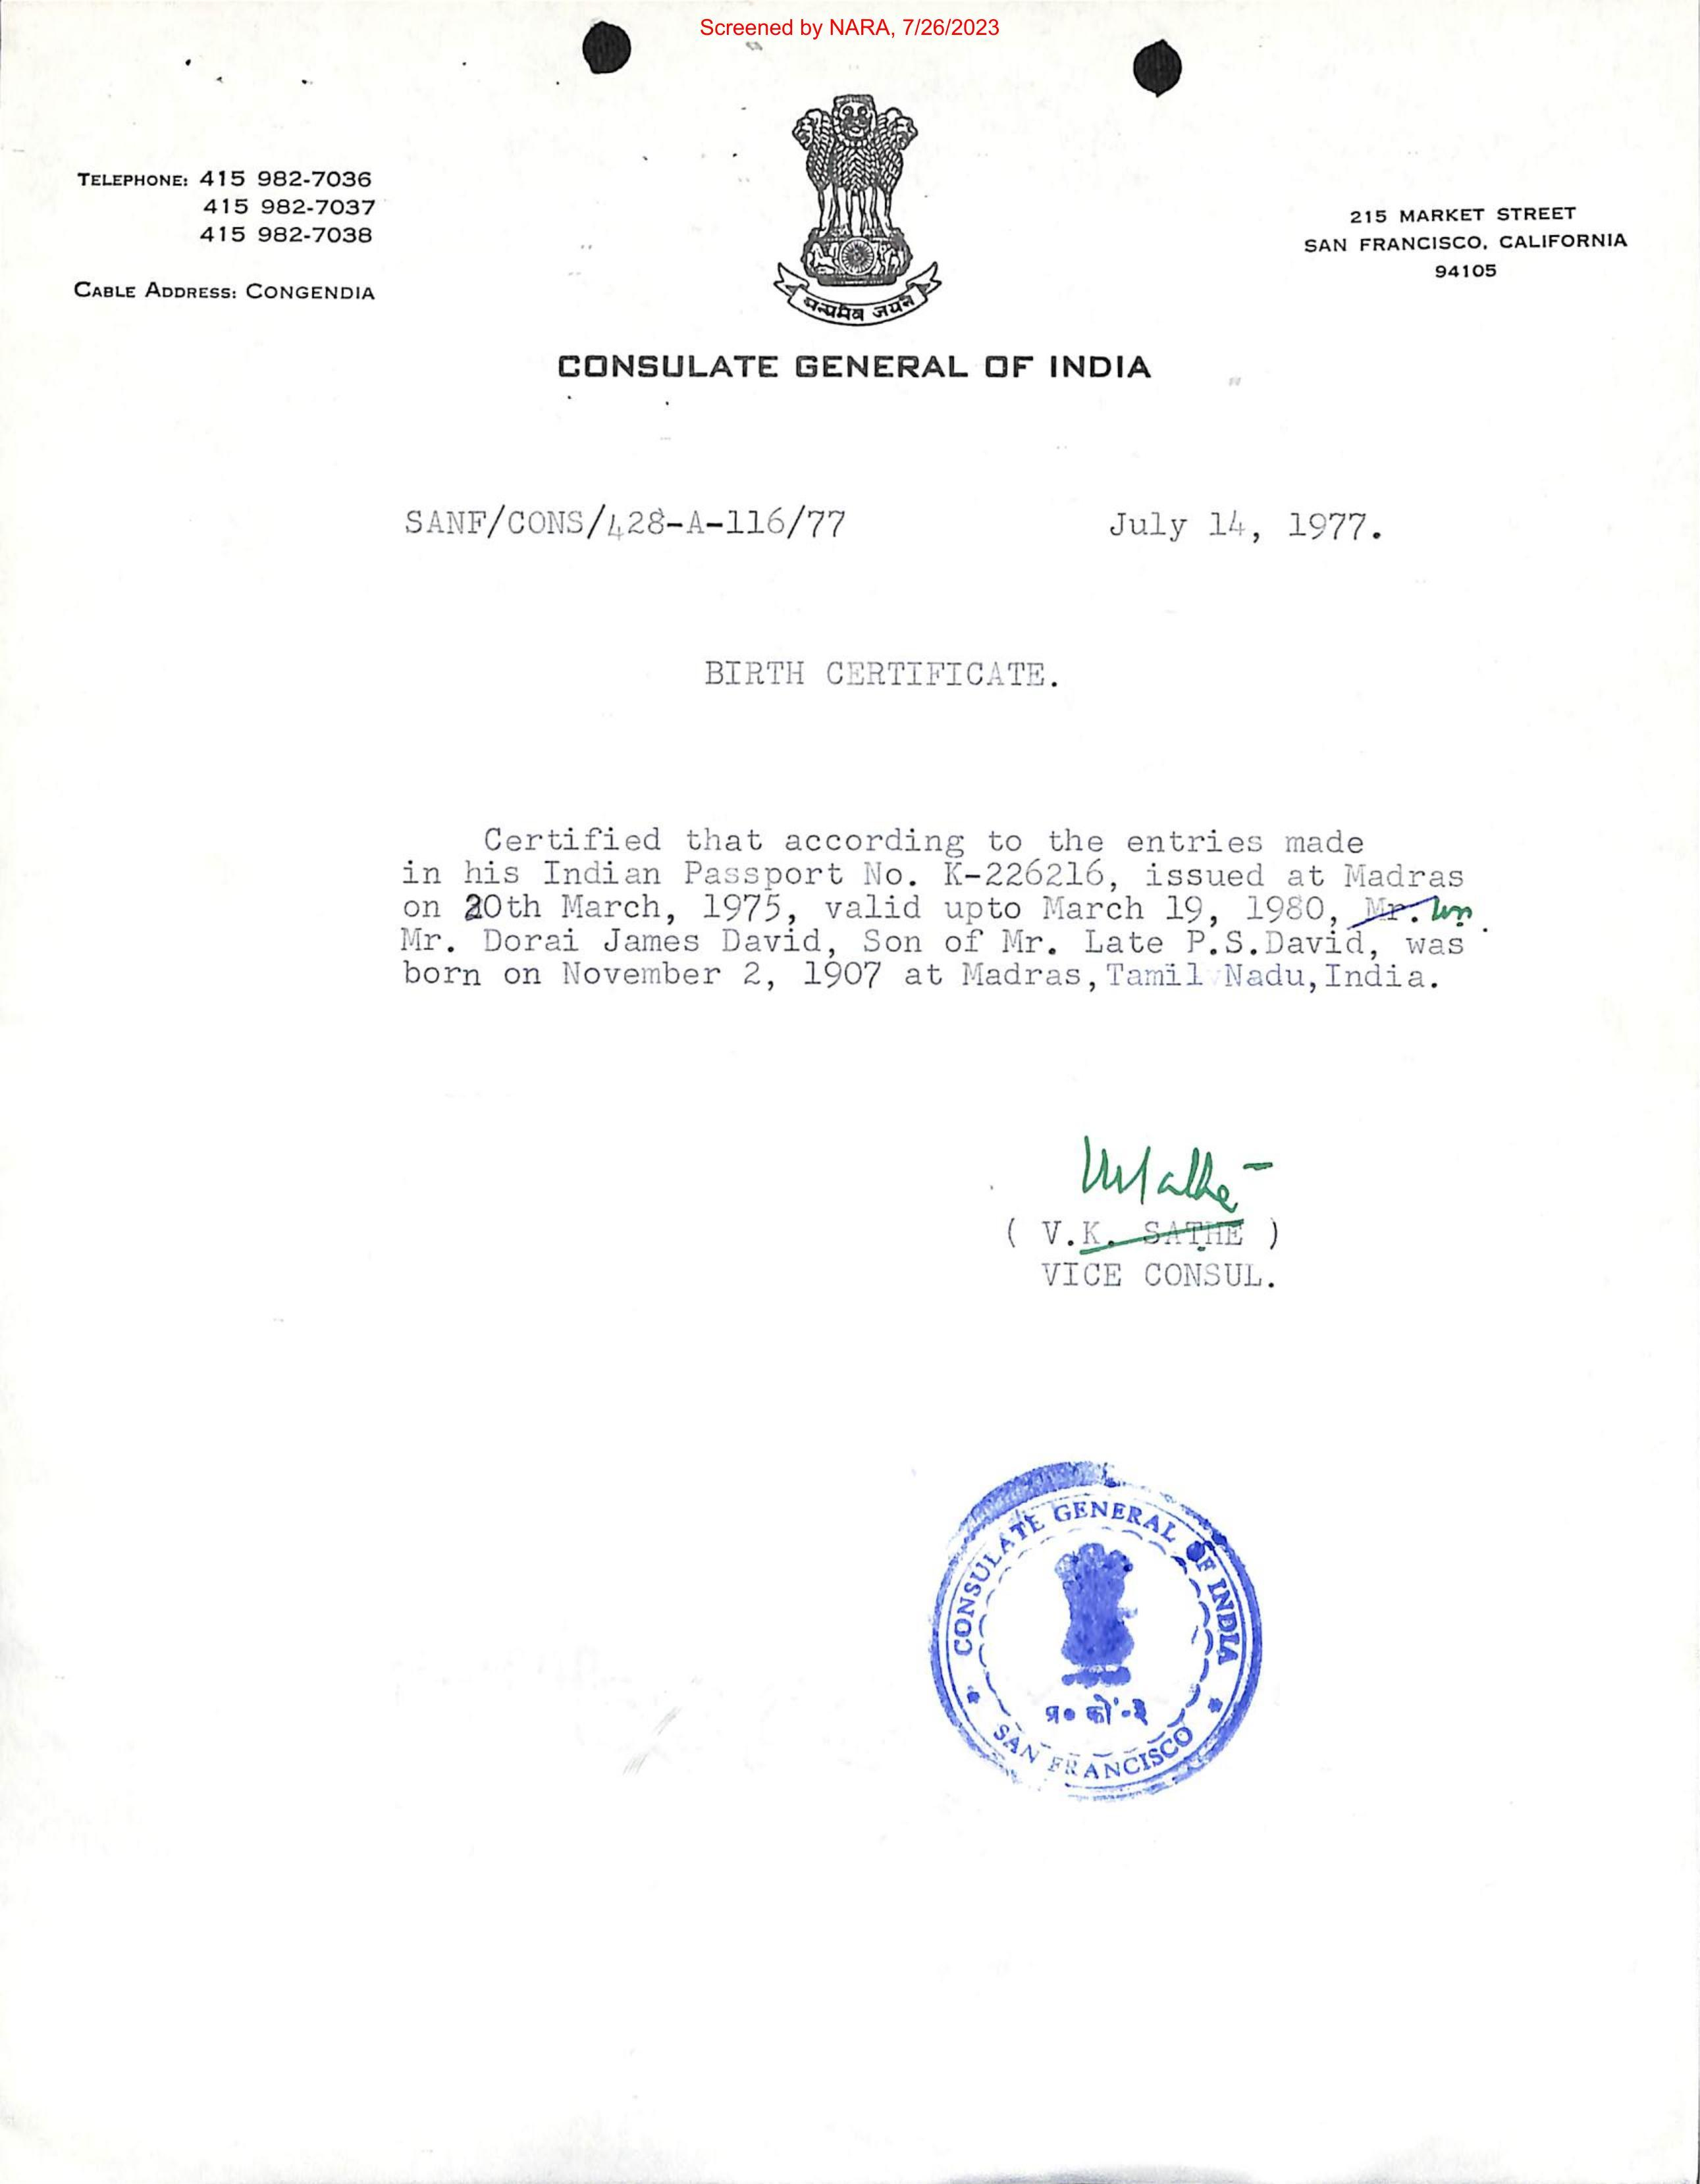 Screened by NARA, 7/26/2023
TELEPHONE: 415 982-7036
415 982-7037
415 982-7038
CABLE ADDRESS: CONGENDIA
215 MARKET STREET
SAN FRANCISCO, CALIFORNIA
94105
सत्यमेव जयते
CONSULATE GENERAL OF INDIA
SANF/CONS/428-A-116/77 July 14, 1977.
BIRTH CERTIFICATE.
Certified that according to the entries made
in his Indian Passport No. K-226216, issued at Madras
on 20th March, 1975, valid upto March 19, 1980, Mr.
Mr. Dorai James David, Son of Mr. Late P.S.David, was
born on November 2, 1907 at Madras,Tamil Nadu,India.
( V.K. SATHE )
VICE CONSUL.
CONSULATE GENERAL OF INDIA
प्र० कों-३
SAN FRANCISCO